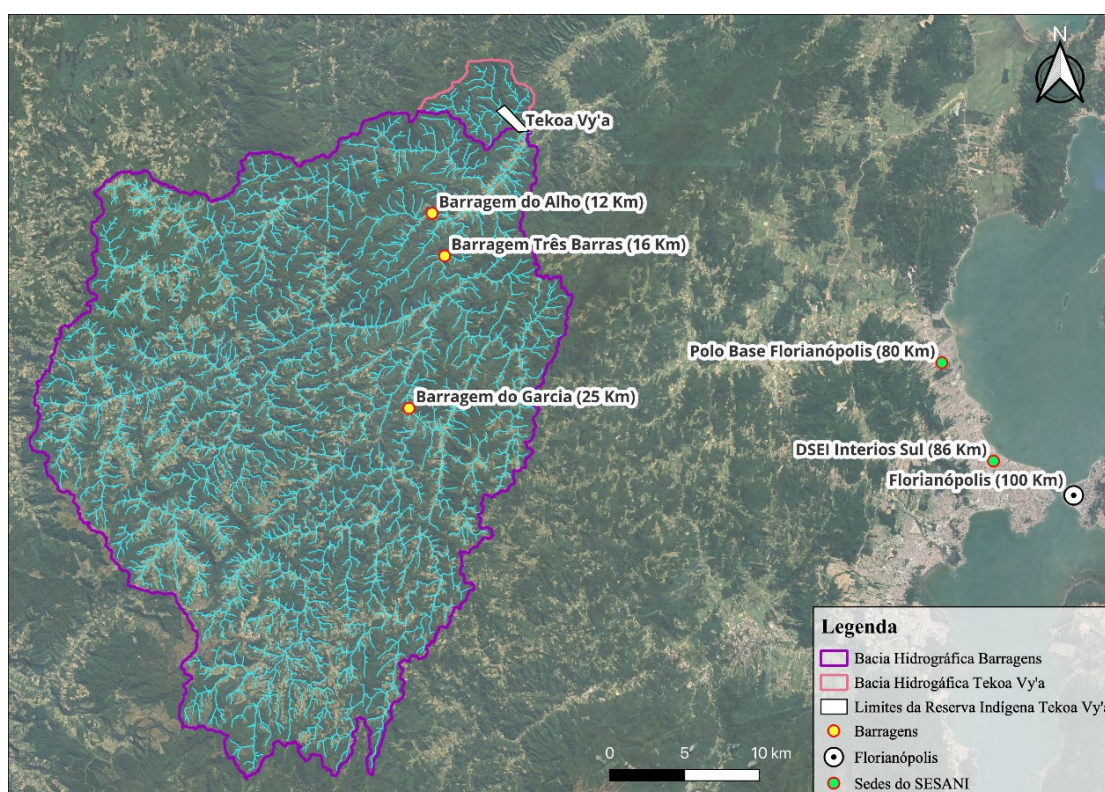 N
Tekoa Vy'a
Barragem do Alho (12 Km)
Barragem Três Barras (16 Km)
Polo Base Florianópolis (80 Km)
Barragem do Garcia (25 Km)
DSEI Interios Sul (86 Km)
Florianópolis (100 Km)
Legenda
Bacia Hidrográfica Barragens
Bacia Hidrogáfica Tekoa Vy'a
Limites da Reserva Indígena Tekoa Vy'a
Barragens
Florianópolis
Sedes do SESANI
0 5 10 km